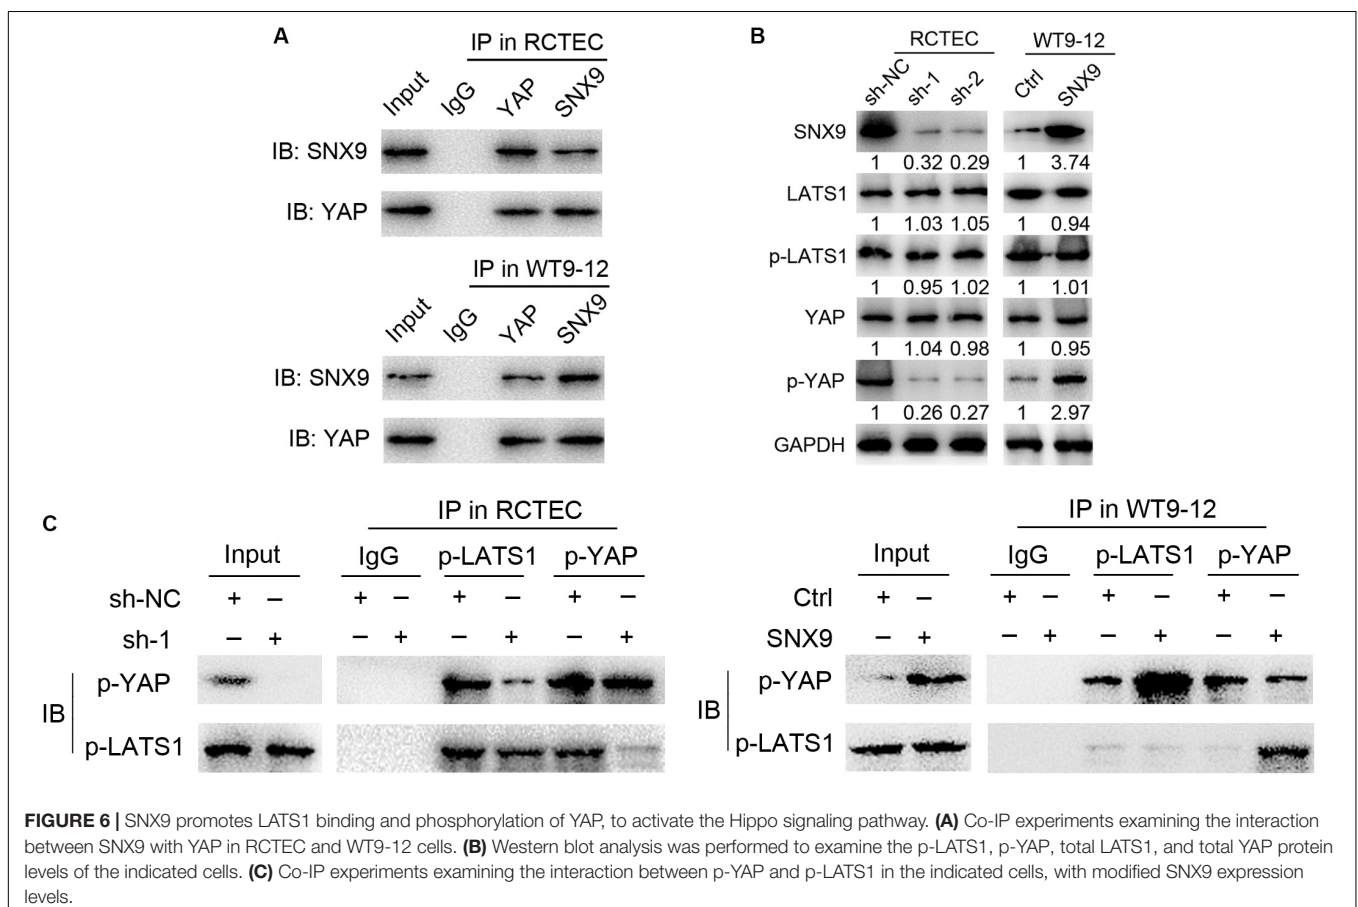 A
IP in RCTEC
Input IgG YAP SNX9
IB: SNX9
IB: YAP
IP in WT9-12
Input IgG YAP SNX9
IB: SNX9
IB: YAP
B
RCTEC WT9-12
sh-NC sh-1 sh-2 Ctrl SNX9
SNX9
1 0.32 0.29 1 3.74
LATS1
1 1.03 1.05 1 0.94
p-LATS1
1 0.95 1.02 1 1.01
YAP
1 1.04 0.98 1 0.95
p-YAP
1 0.26 0.27 1 2.97
GAPDH
C
IP in RCTEC
Input IgG p-LATS1 p-YAP
sh-NC + − + − + − + −
sh-1 − + − + − + − +
IB
p-YAP
p-LATS1
IP in WT9-12
Input IgG p-LATS1 p-YAP
Ctrl + − + − + − + −
SNX9 − + − + − + − +
IB
p-YAP
p-LATS1
FIGURE 6 | SNX9 promotes LATS1 binding and phosphorylation of YAP, to activate the Hippo signaling pathway. (A) Co-IP experiments examining the interaction
between SNX9 with YAP in RCTEC and WT9-12 cells. (B) Western blot analysis was performed to examine the p-LATS1, p-YAP, total LATS1, and total YAP protein
levels of the indicated cells. (C) Co-IP experiments examining the interaction between p-YAP and p-LATS1 in the indicated cells, with modified SNX9 expression
levels.